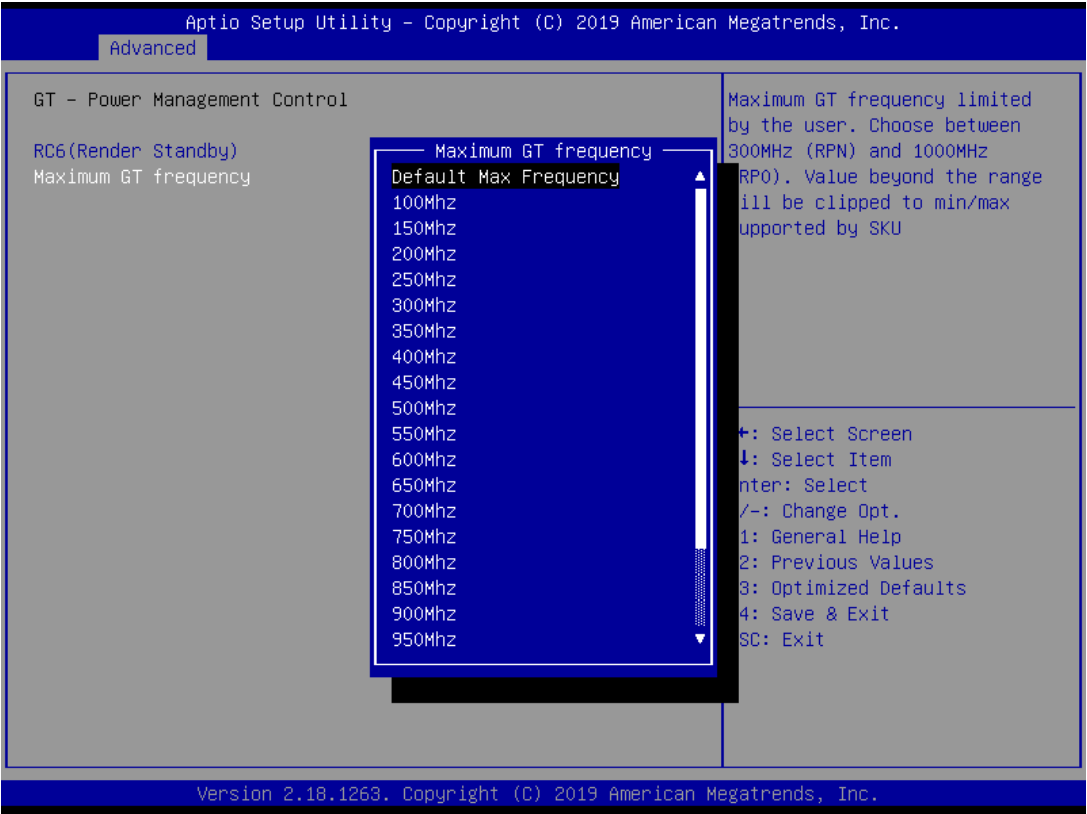 Aptio Setup Utility – Copyright (C) 2019 American Megatrends, Inc.
Advanced
GT – Power Management Control
RC6(Render Standby)
Maximum GT frequency
Maximum GT frequency
Default Max Frequency
100Mhz
150Mhz
200Mhz
250Mhz
300Mhz
350Mhz
400Mhz
450Mhz
500Mhz
550Mhz
600Mhz
650Mhz
700Mhz
750Mhz
800Mhz
850Mhz
900Mhz
950Mhz
Maximum GT frequency limited
by the user. Choose between
300MHz (RPN) and 1000MHz
RP0). Value beyond the range
ill be clipped to min/max
upported by SKU
: Select Screen
↓: Select Item
nter: Select
/–: Change Opt.
1: General Help
2: Previous Values
3: Optimized Defaults
4: Save & Exit
SC: Exit
Version 2.18.1263. Copyright (C) 2019 American Megatrends, Inc.